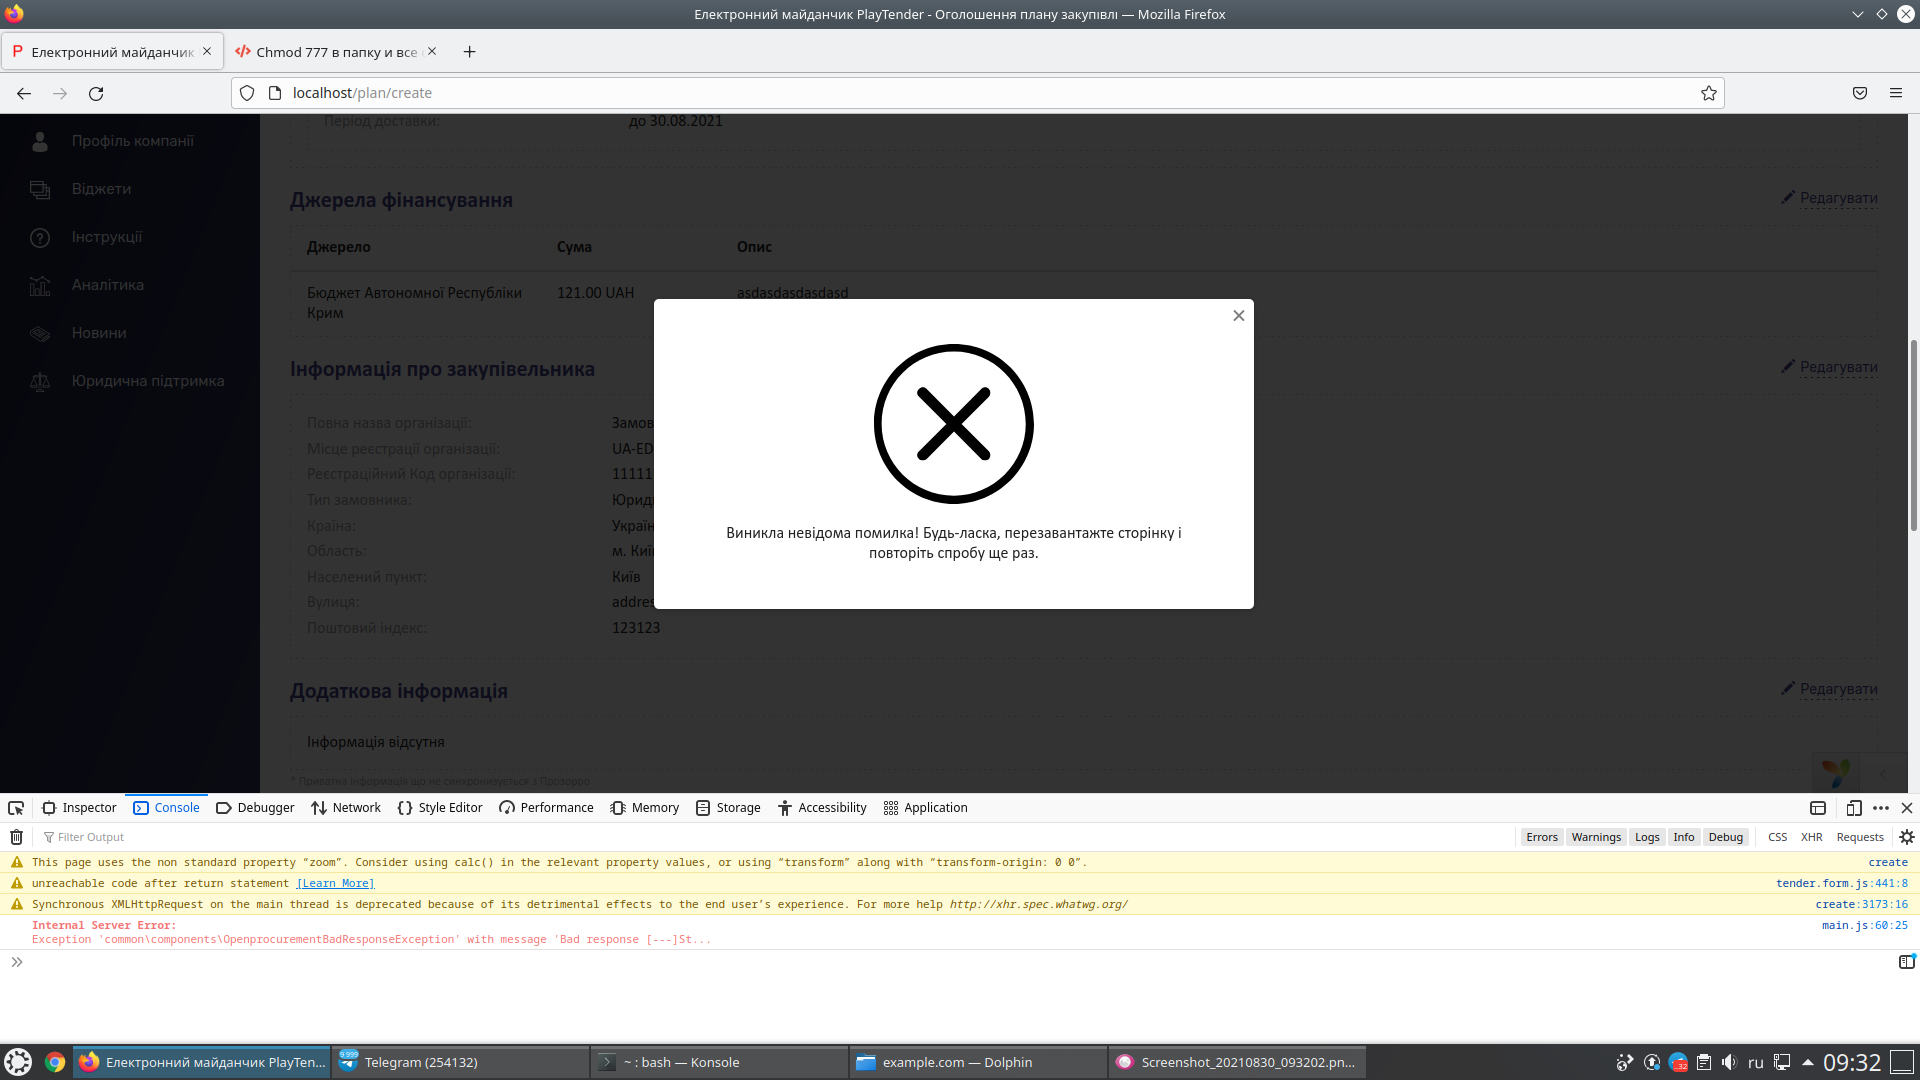 Електронний майданчик PlayTender - Оголошення плану закупівлі — Mozilla Firefox
Електронний майданчик
Chmod 777 в папку и все
localhost/plan/create
Профіль компанії
Віджети
Інструкції
Аналітика
Новини
Юридична підтримка
Період доставки: до 30.08.2021
Джерела фінансування Редагувати
Джерело Сума Опис
Бюджет Автономної Республіки 121.00 UAH asdasdasdasdasd
Крим
Інформація про закупівельника Редагувати
Повна назва організації: Замов
Місце реєстрації організації: UA-ED
Реєстраційний Код організації: 11111
Тип замовника: Юрид
Країна: Україн
Область: м. Киї
Населений пункт: Київ
Вулиця: addres
Поштовий індекс: 123123
Додаткова інформація Редагувати
Інформація відсутня
* Приватна інформація що не синхронизується з Прозорро
Виникла невідома помилка! Будь-ласка, перезавантажте сторінку і
повторіть спробу ще раз.
Inspector Console Debugger Network Style Editor Performance Memory Storage Accessibility Application
Filter Output Errors Warnings Logs Info Debug CSS XHR Requests
This page uses the non standard property “zoom”. Consider using calc() in the relevant property values, or using “transform” along with “transform-origin: 0 0”. create
unreachable code after return statement [Learn More] tender.form.js:441:8
Synchronous XMLHttpRequest on the main thread is deprecated because of its detrimental effects to the end user’s experience. For more help http://xhr.spec.whatwg.org/ create:3173:16
Internal Server Error: main.js:60:25
Exception 'common\components\OpenprocurementBadResponseException' with message 'Bad response [---]St...
Електронний майданчик PlayTen... Telegram (254132) ~ : bash — Konsole example.com — Dolphin Screenshot_20210830_093202.pn... ru 09:32